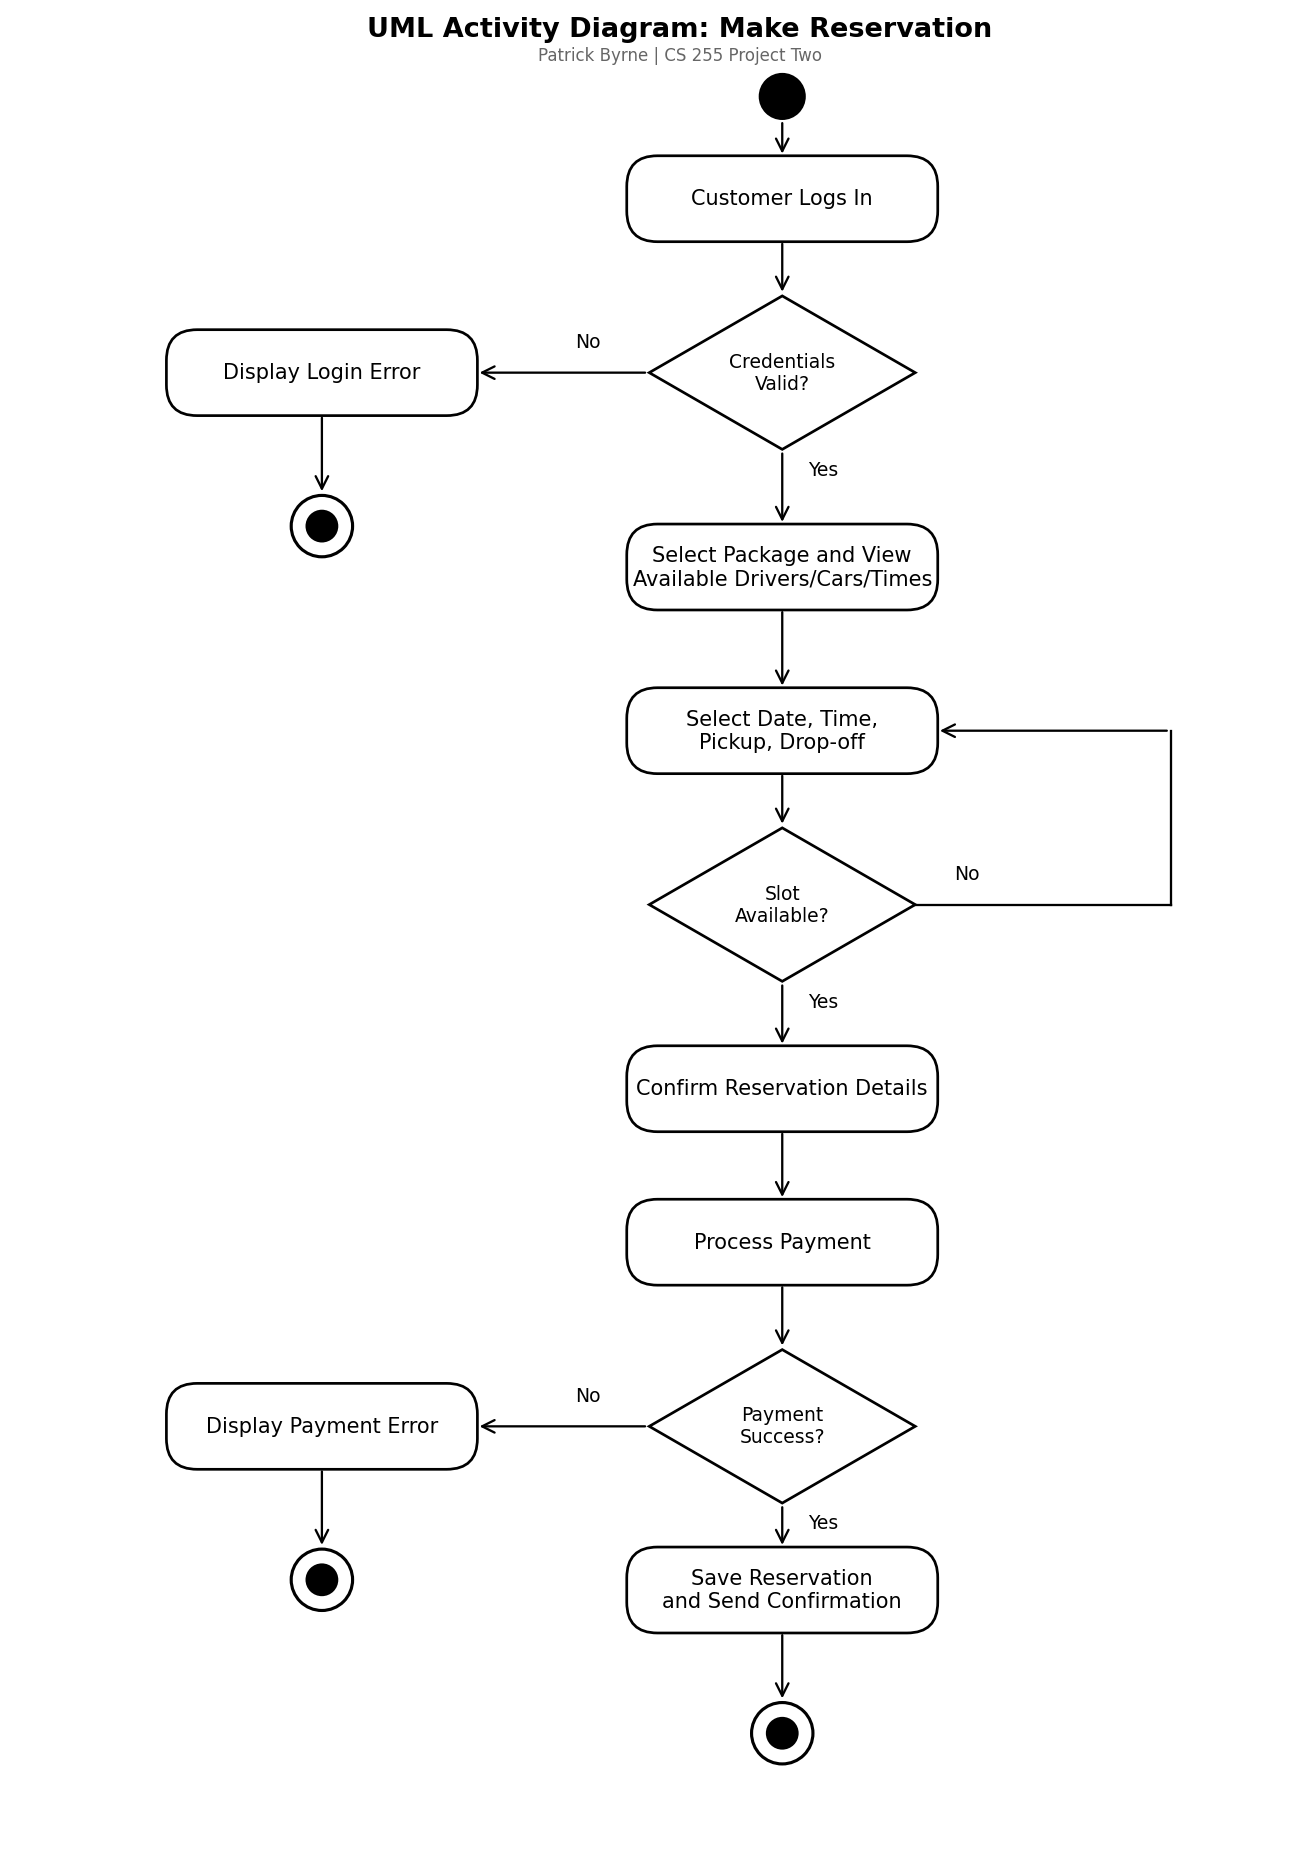 UML Activity Diagram: Make Reservation
Patrick Byrne | CS 255 Project Two
Customer Logs In
Credentials
Valid?
No
Display Login Error
Yes
Select Package and View
Available Drivers/Cars/Times
Select Date, Time,
Pickup, Drop-off
Slot
Available?
No
Yes
Confirm Reservation Details
Process Payment
Payment
Success?
No
Display Payment Error
Yes
Save Reservation
and Send Confirmation